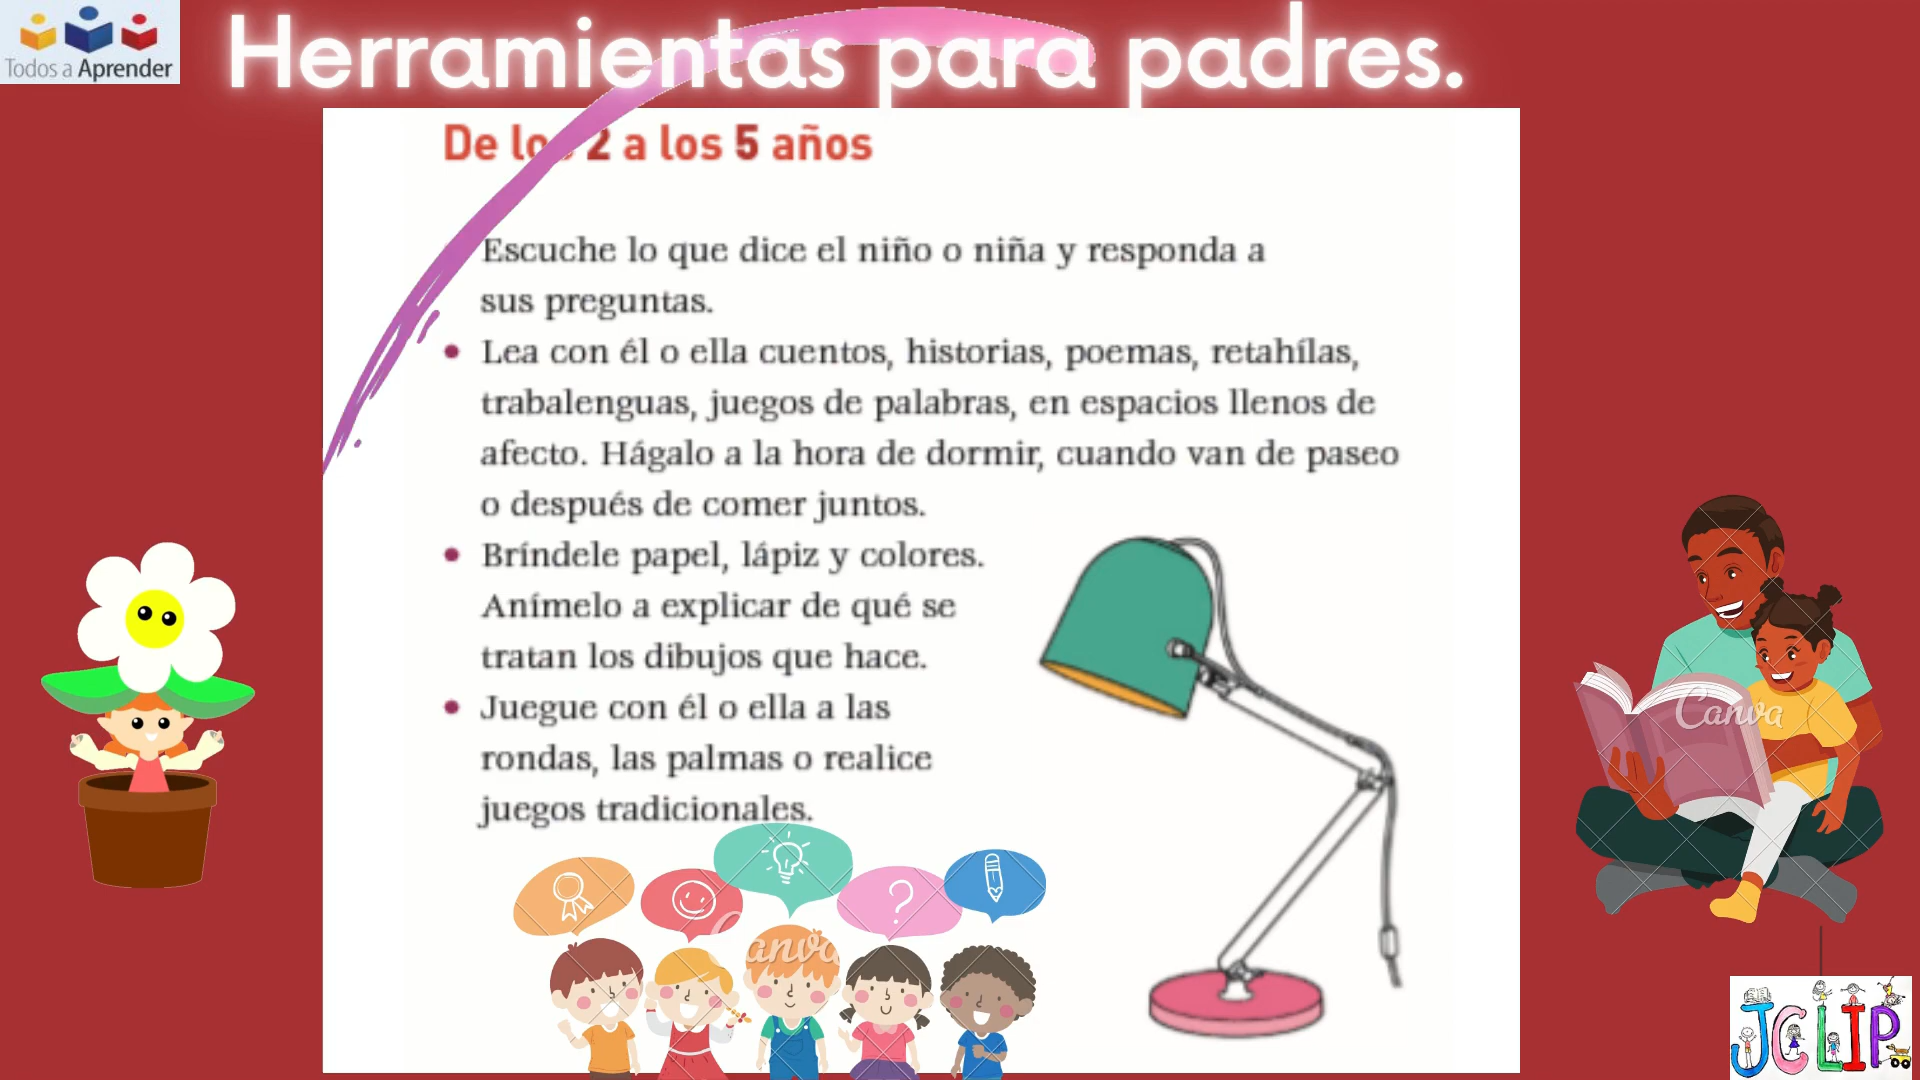 Todos a Aprender
Herramientas para padres.
De los 2 a los 5 años
Escuche lo que dice el niño o niña y responda a
sus preguntas.
• Lea con él o ella cuentos, historias, poemas, retahílas,
trabalenguas, juegos de palabras, en espacios llenos de
afecto. Hágalo a la hora de dormir, cuando van de paseo
o después de comer juntos.
• Bríndele papel, lápiz y colores.
Anímelo a explicar de qué se
tratan los dibujos que hace.
• Juegue con él o ella a las
rondas, las palmas o realice
juegos tradicionales.
?
Canva
Canva
JCLIP